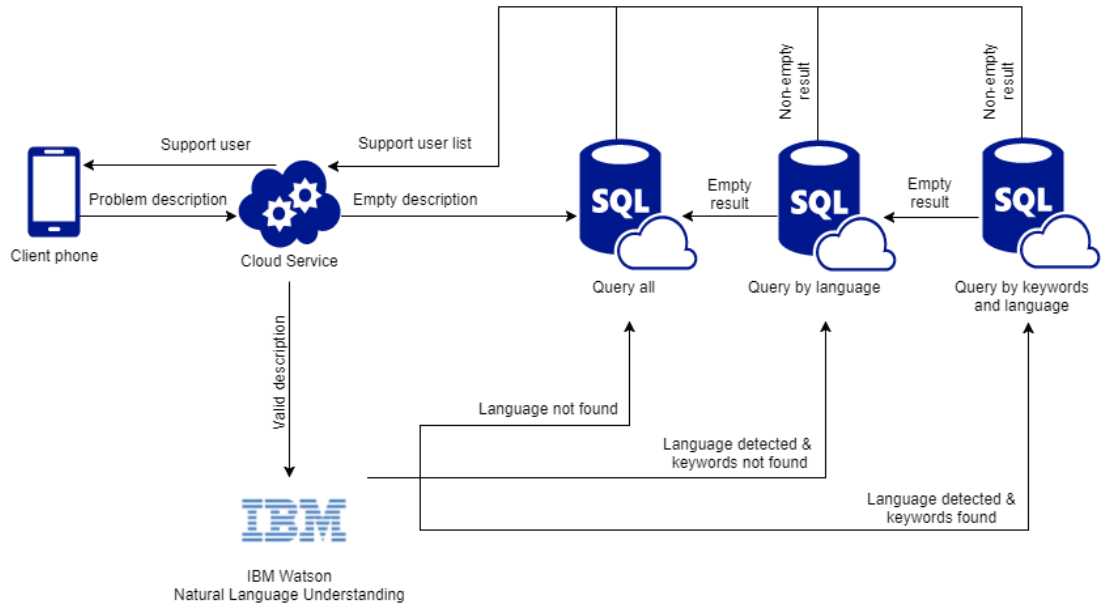 Non-empty
result
Non-empty
result
Support user
Support user list
Problem description
Empty description
Empty
result
Empty
result
SQL
SQL
SQL
Client phone
Cloud Service
Query all
Query by language
Query by keywords
and language
Valid description
Language not found
Language detected &
keywords not found
Language detected &
keywords found
IBM
IBM Watson
Natural Language Understanding